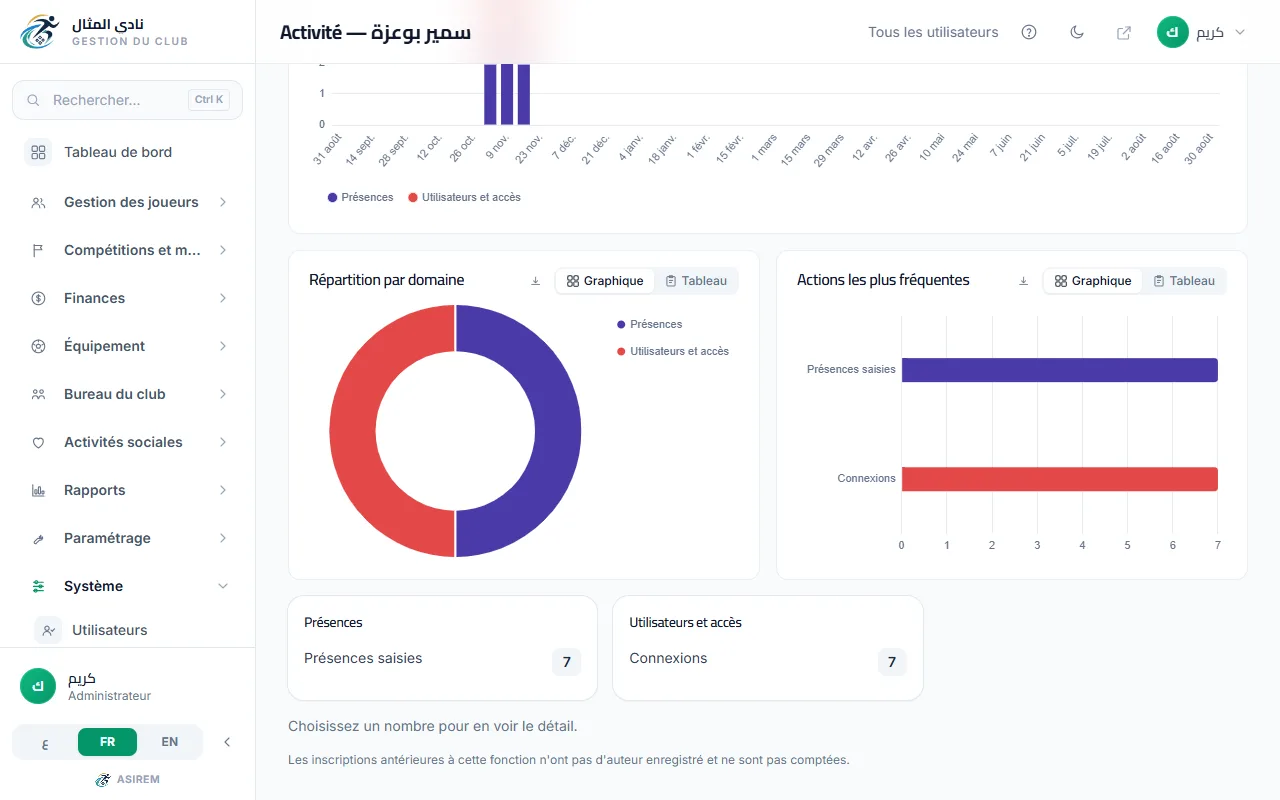 نادي المثال
GESTION DU CLUB
Activité — سمير بوعزة
Tous les utilisateurs
ك
كريم
Rechercher...
Ctrl K
Tableau de bord
Gestion des joueurs
Compétitions et m...
Finances
Équipement
Bureau du club
Activités sociales
Rapports
Paramétrage
Système
Utilisateurs
ك
كريم
Administrateur
ع
FR
EN
ASIREM
2
1
0
31 août
14 sept.
28 sept.
12 oct.
26 oct.
9 nov.
23 nov.
7 déc.
21 déc.
4 janv.
18 janv.
1 févr.
15 févr.
1 mars
15 mars
29 mars
12 avr.
26 avr.
10 mai
24 mai
7 juin
21 juin
5 juil.
19 juil.
2 août
16 août
30 août
Présences
Utilisateurs et accès
Répartition par domaine
Graphique
Tableau
Présences
Utilisateurs et accès
Actions les plus fréquentes
Graphique
Tableau
Présences saisies
Connexions
0 1 2 3 4 5 6 7
Présences
Présences saisies
7
Utilisateurs et accès
Connexions
7
Choisissez un nombre pour en voir le détail.
Les inscriptions antérieures à cette fonction n'ont pas d'auteur enregistré et ne sont pas comptées.